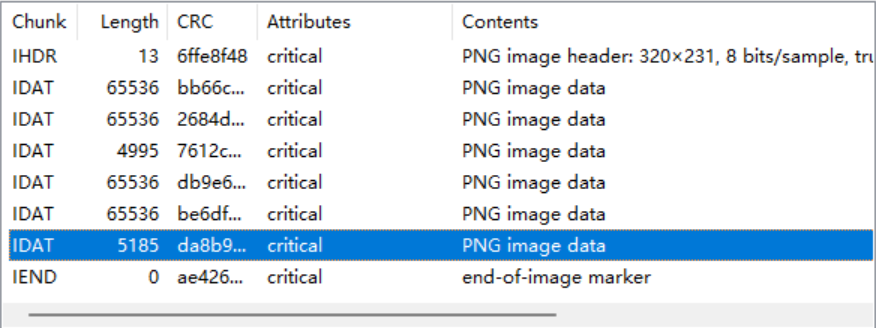 Chunk Length CRC Attributes Contents
IHDR 13 6ffe8f48 critical PNG image header: 320×231, 8 bits/sample, tru
IDAT 65536 bb66c... critical PNG image data
IDAT 65536 2684d... critical PNG image data
IDAT 4995 7612c... critical PNG image data
IDAT 65536 db9e6... critical PNG image data
IDAT 65536 be6df... critical PNG image data
IDAT 5185 da8b9... critical PNG image data
IEND 0 ae426... critical end-of-image marker